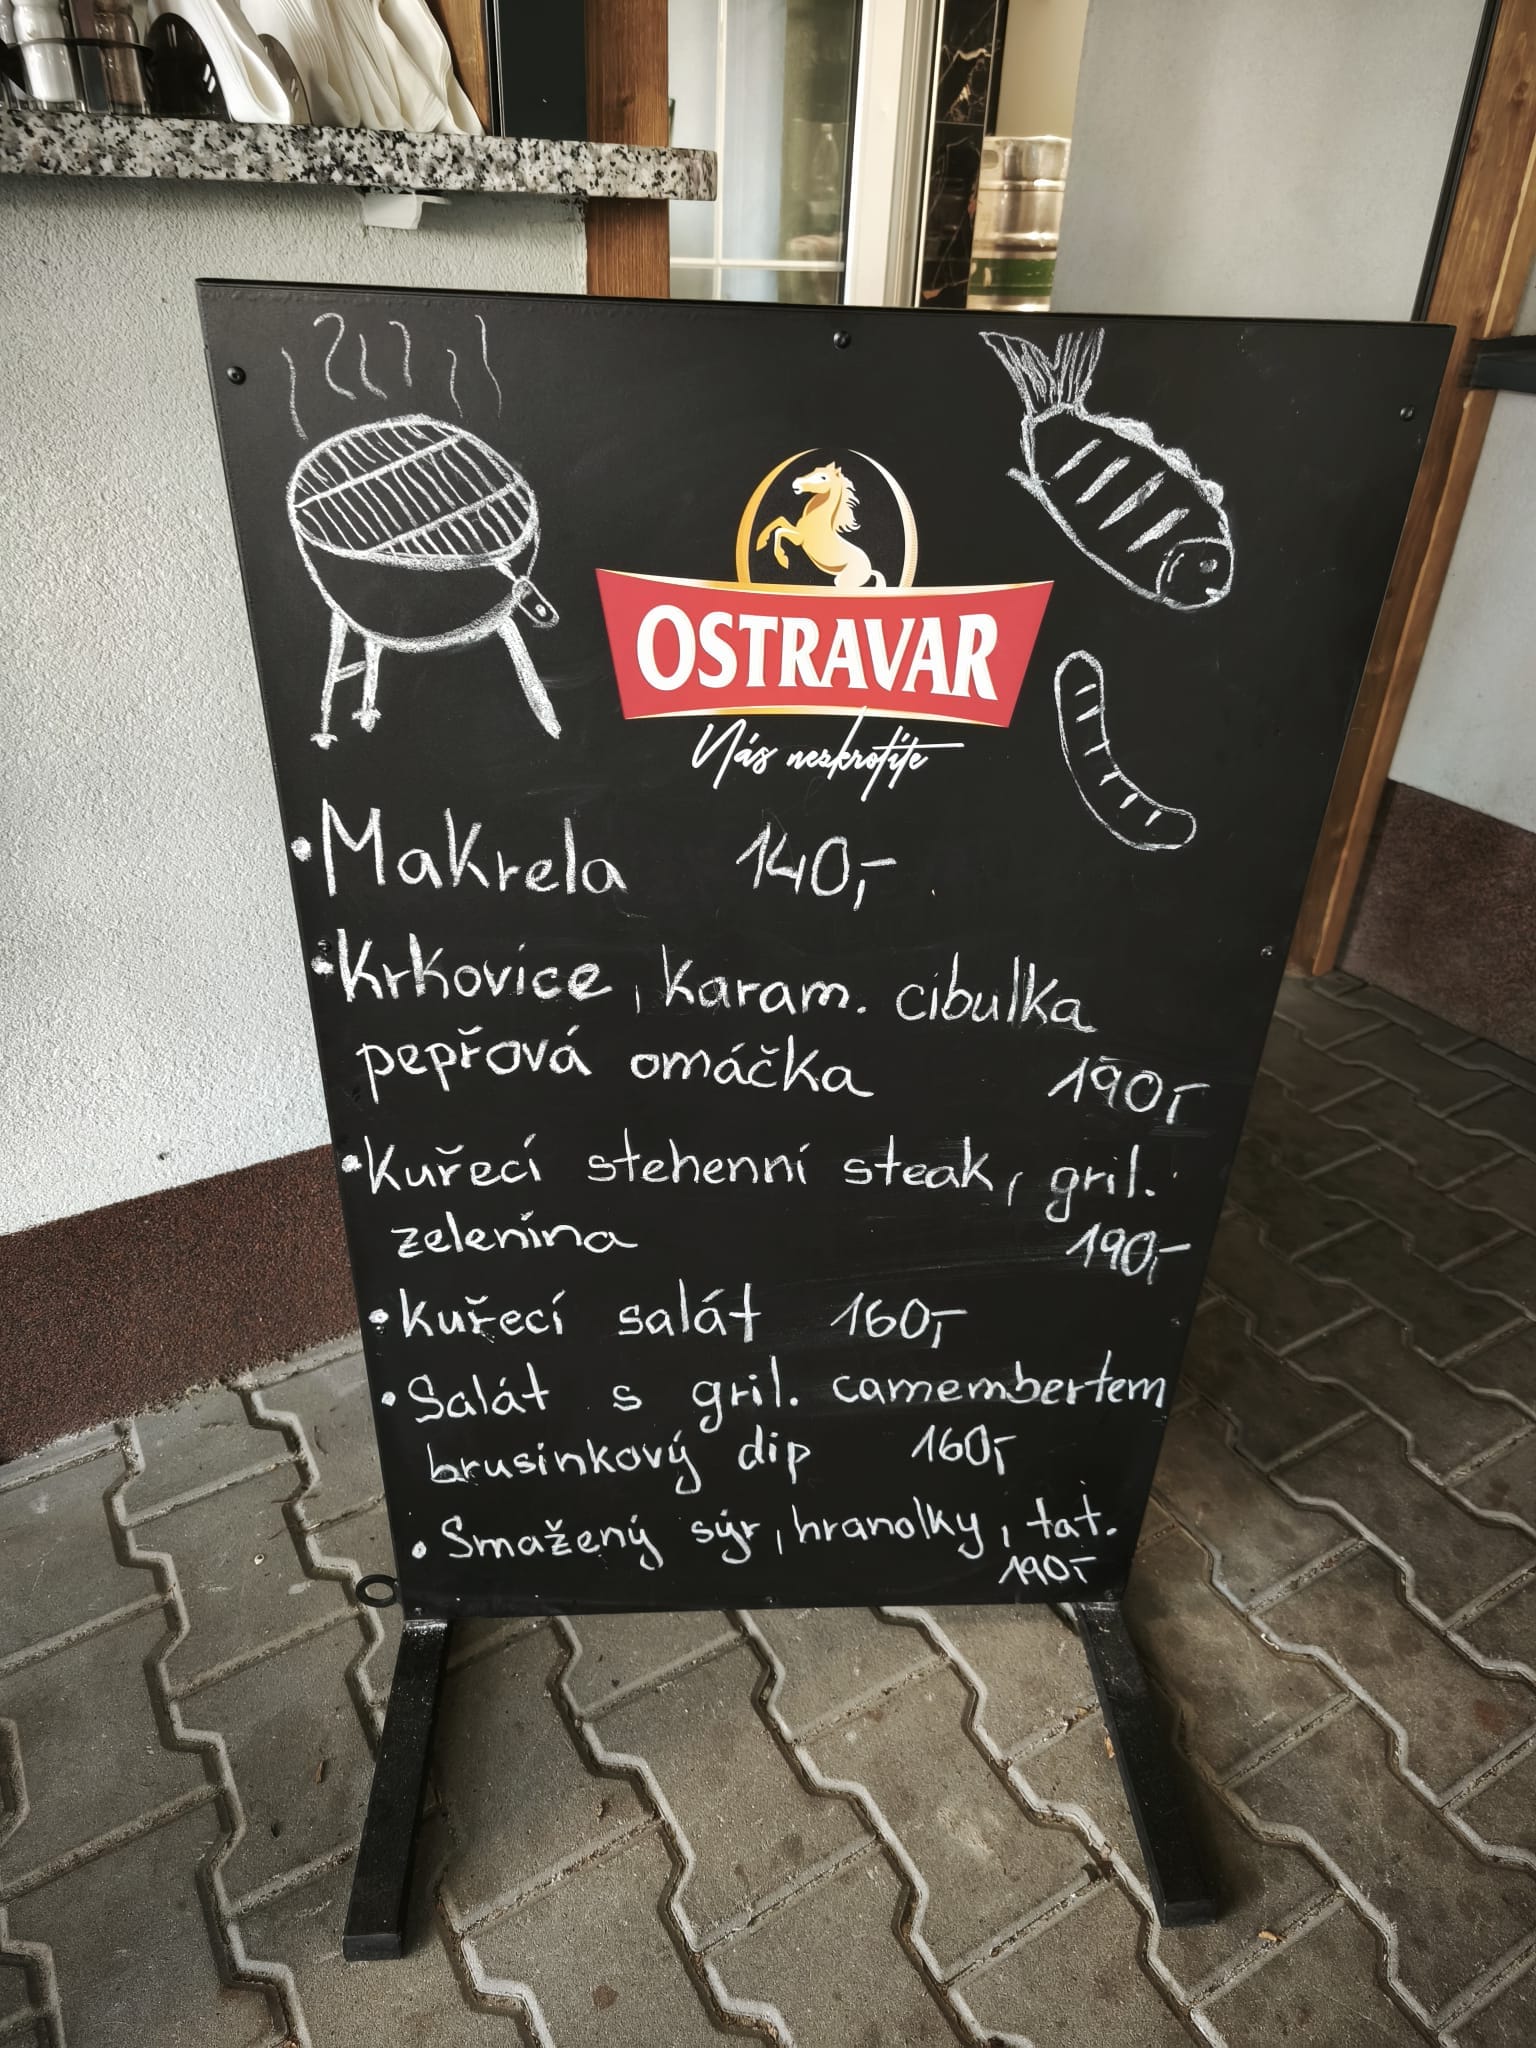 OSTRAVAR
Nás nezkrotíte
• Makrela 140,-
• Krkovice, karam. cibulka
pepřová omáčka 190,-
• Kuřecí stehenní steak, gril.
zelenina 190,-
• Kuřecí salát 160,-
• Salát s gril. camembertem
brusinkový dip 160,-
• Smažený sýr, hranolky, tat.
190,-